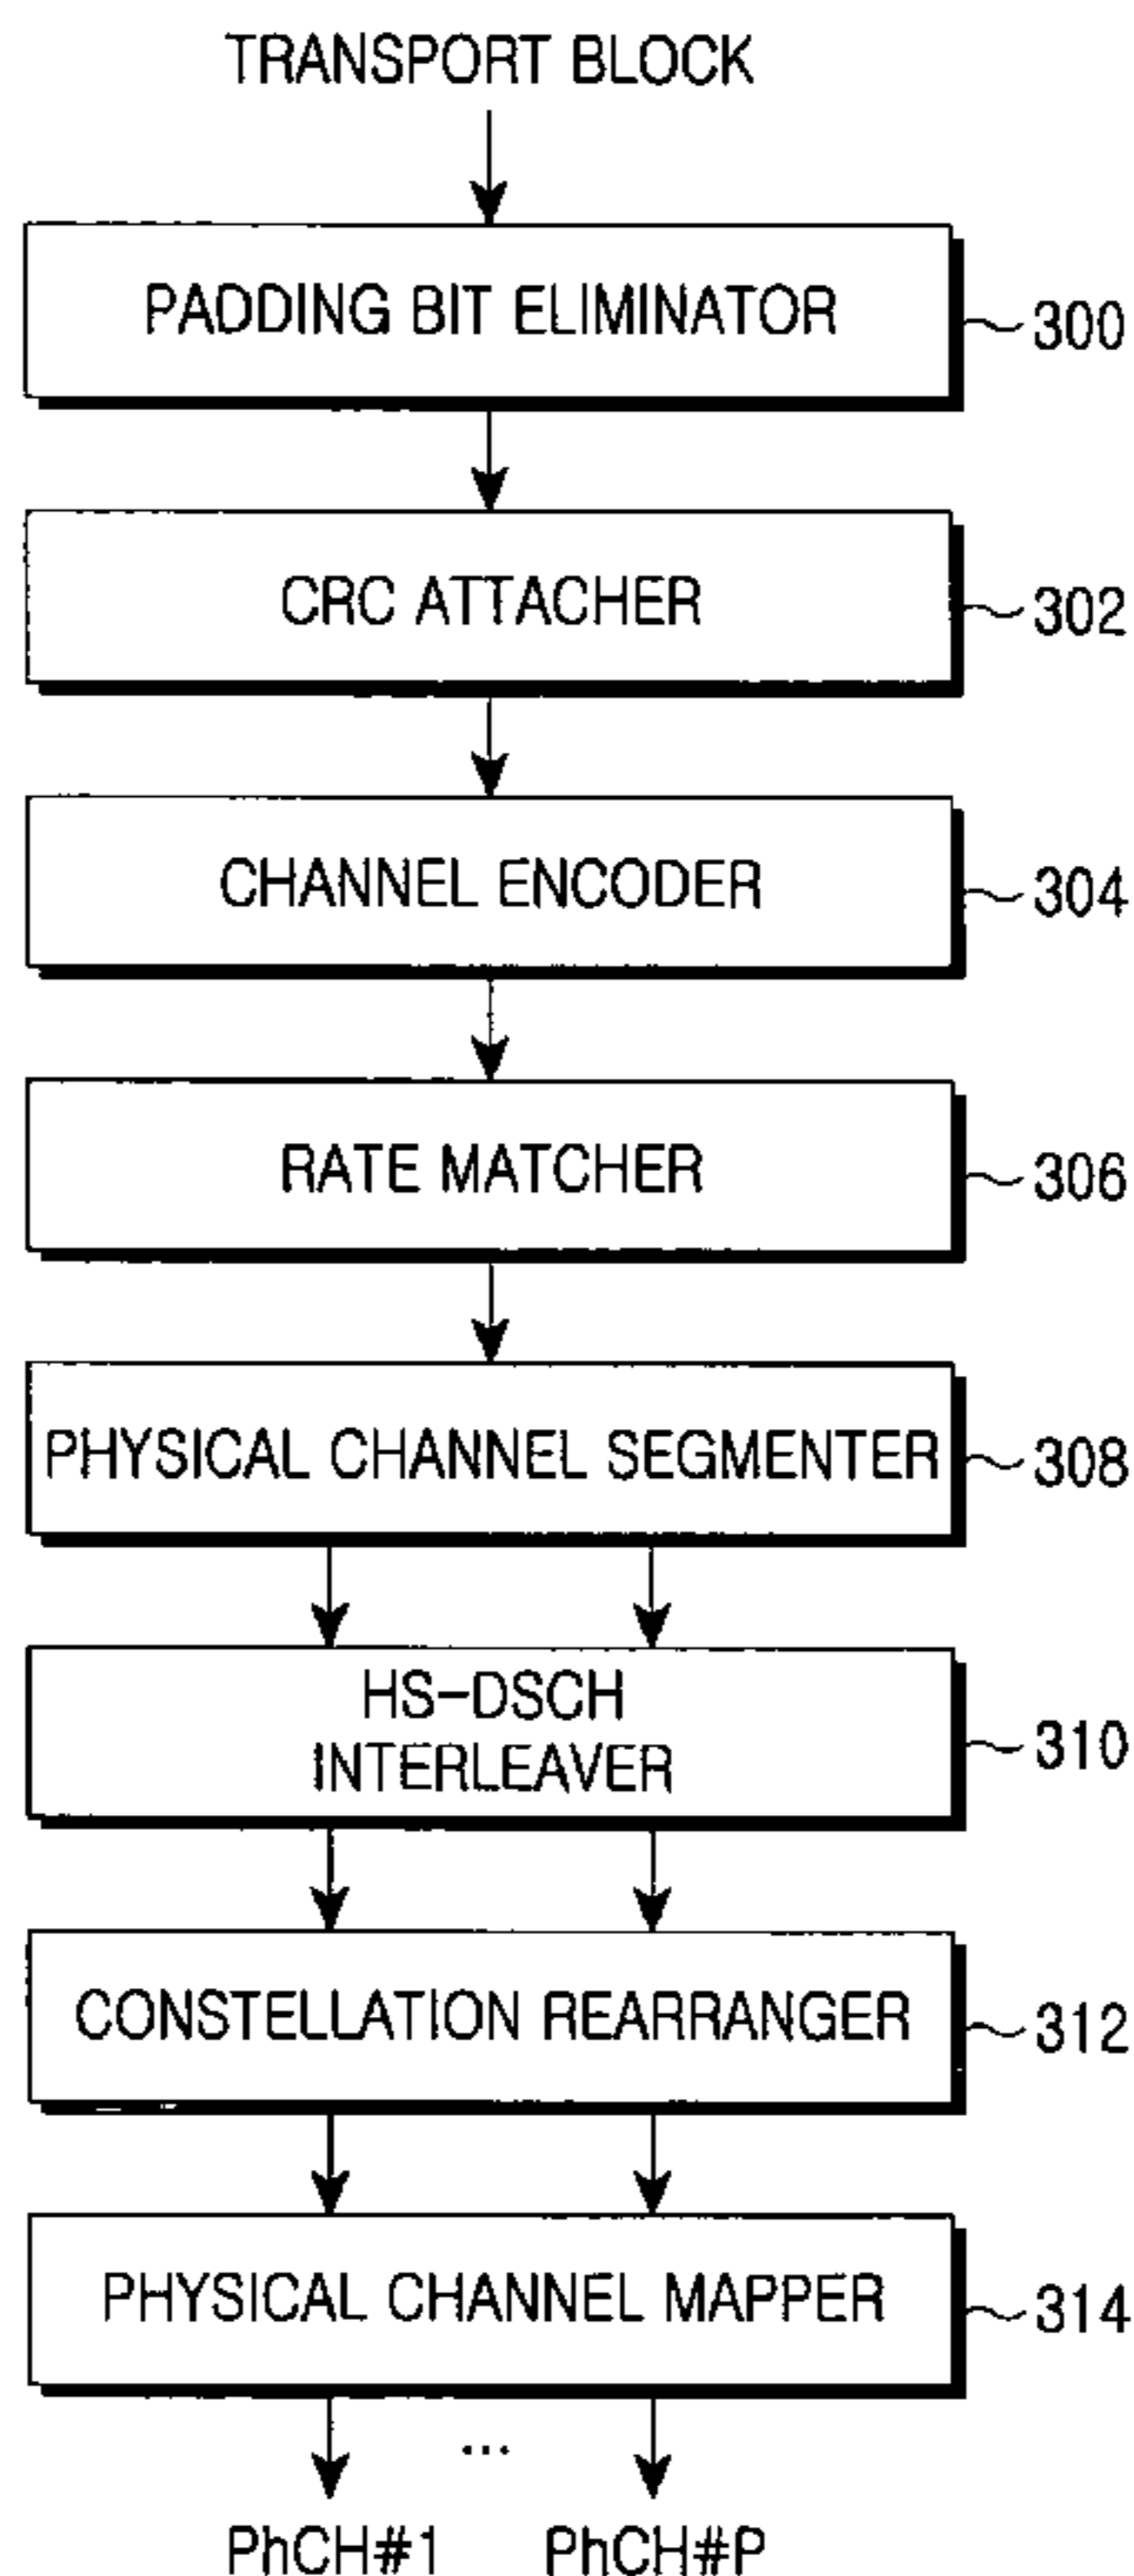 TRANSPORT BLOCK
PADDING BIT ELIMINATOR
300
CRC ATTACHER
302
CHANNEL ENCODER
304
RATE MATCHER
306
PHYSICAL CHANNEL SEGMENTER
308
HS-DSCH
INTERLEAVER
310
CONSTELLATION REARRANGER
312
PHYSICAL CHANNEL MAPPER
314
...
PhCH#1 PhCH#P